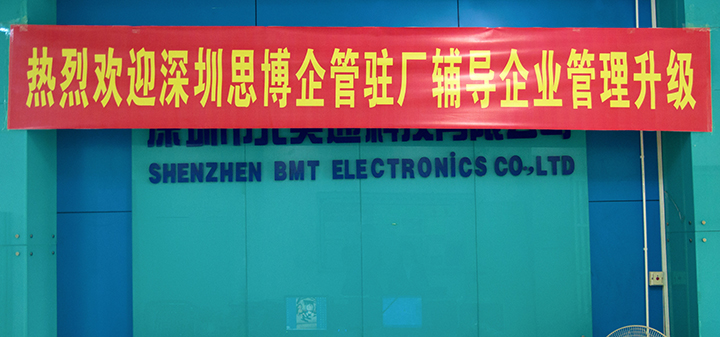 热烈欢迎深圳思博企管驻厂辅导企业管理升级
SHENZHEN BMT ELECTRONiCS CO.,LTD